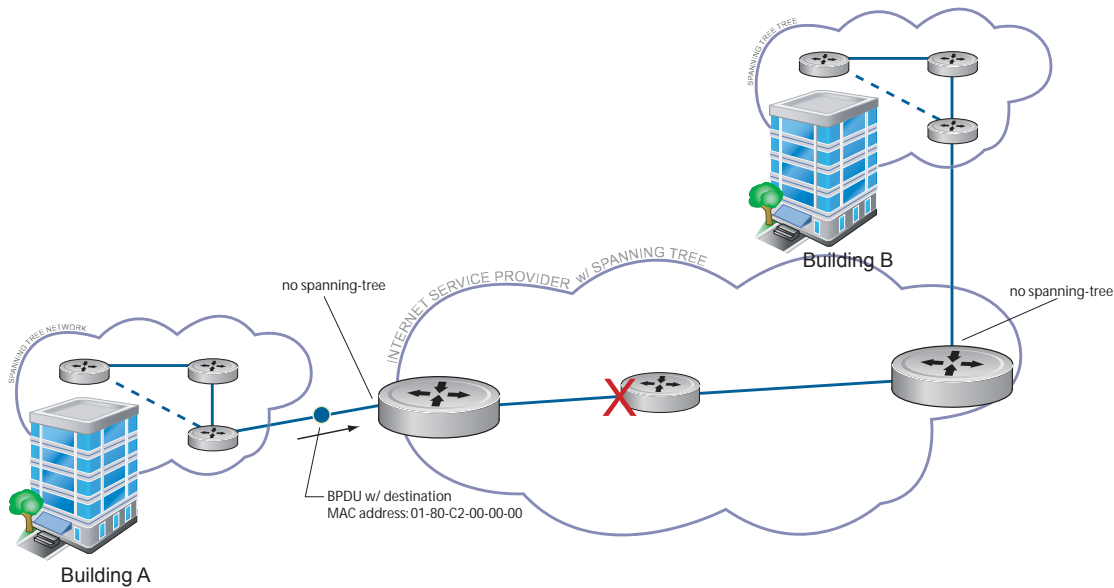 SPANNING TREE TREE
Building B
INTERNET SERVICE PROVIDER w/ SPANNING TREE
no spanning-tree
no spanning-tree
SPANNING TREE NETWORK
BPDU w/ destination
MAC address: 01-80-C2-00-00-00
Building A